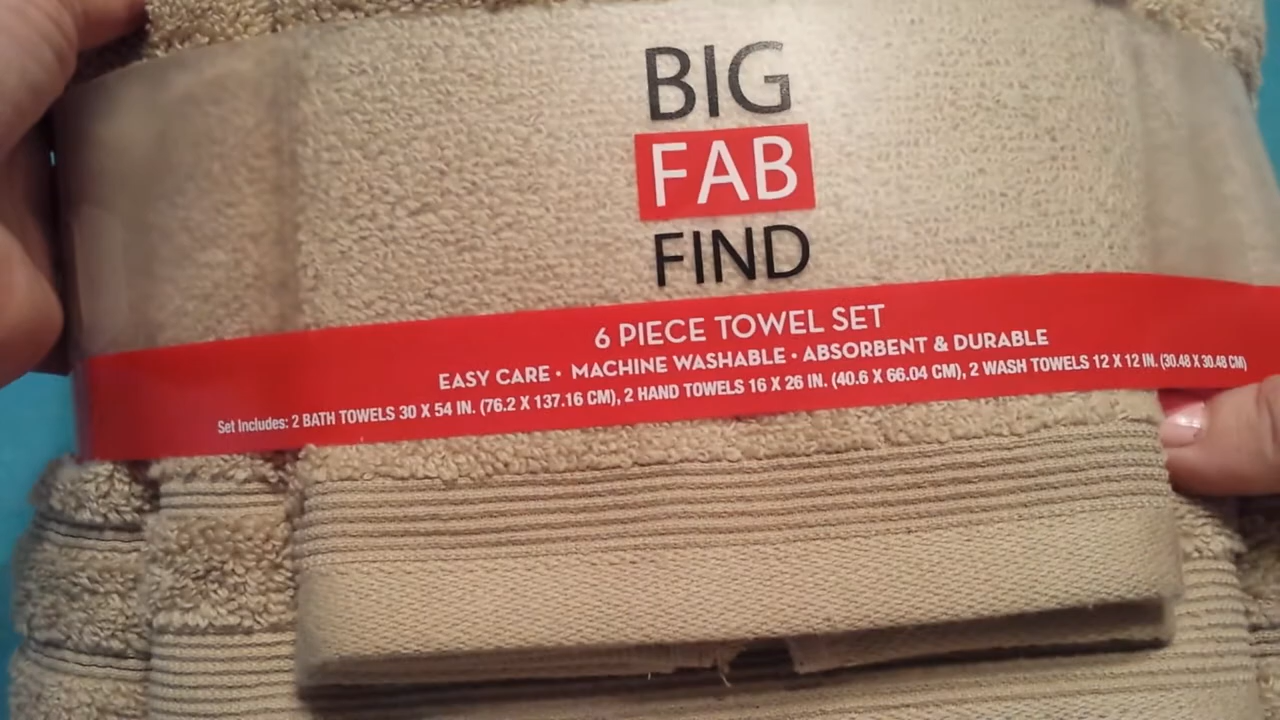 BIG
FAB
FIND
6 PIECE TOWEL SET
EASY CARE • MACHINE WASHABLE • ABSORBENT & DURABLE
Set Includes: 2 BATH TOWELS 30 X 54 IN. (76.2 X 137.16 CM), 2 HAND TOWELS 16 X 26 IN. (40.6 X 66.04 CM), 2 WASH TOWELS 12 X 12 IN. (30.48 X 30.48 CM)